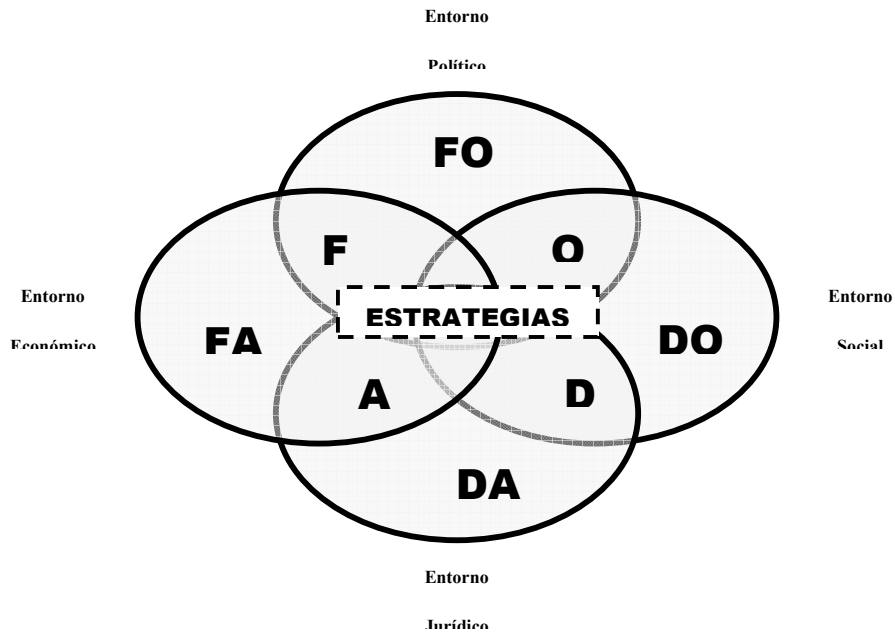 Entorno
Político
FO
F
O
Entorno
Económico
ESTRATEGIAS
Entorno
Social
FA
DO
A
D
DA
Entorno
Jurídico